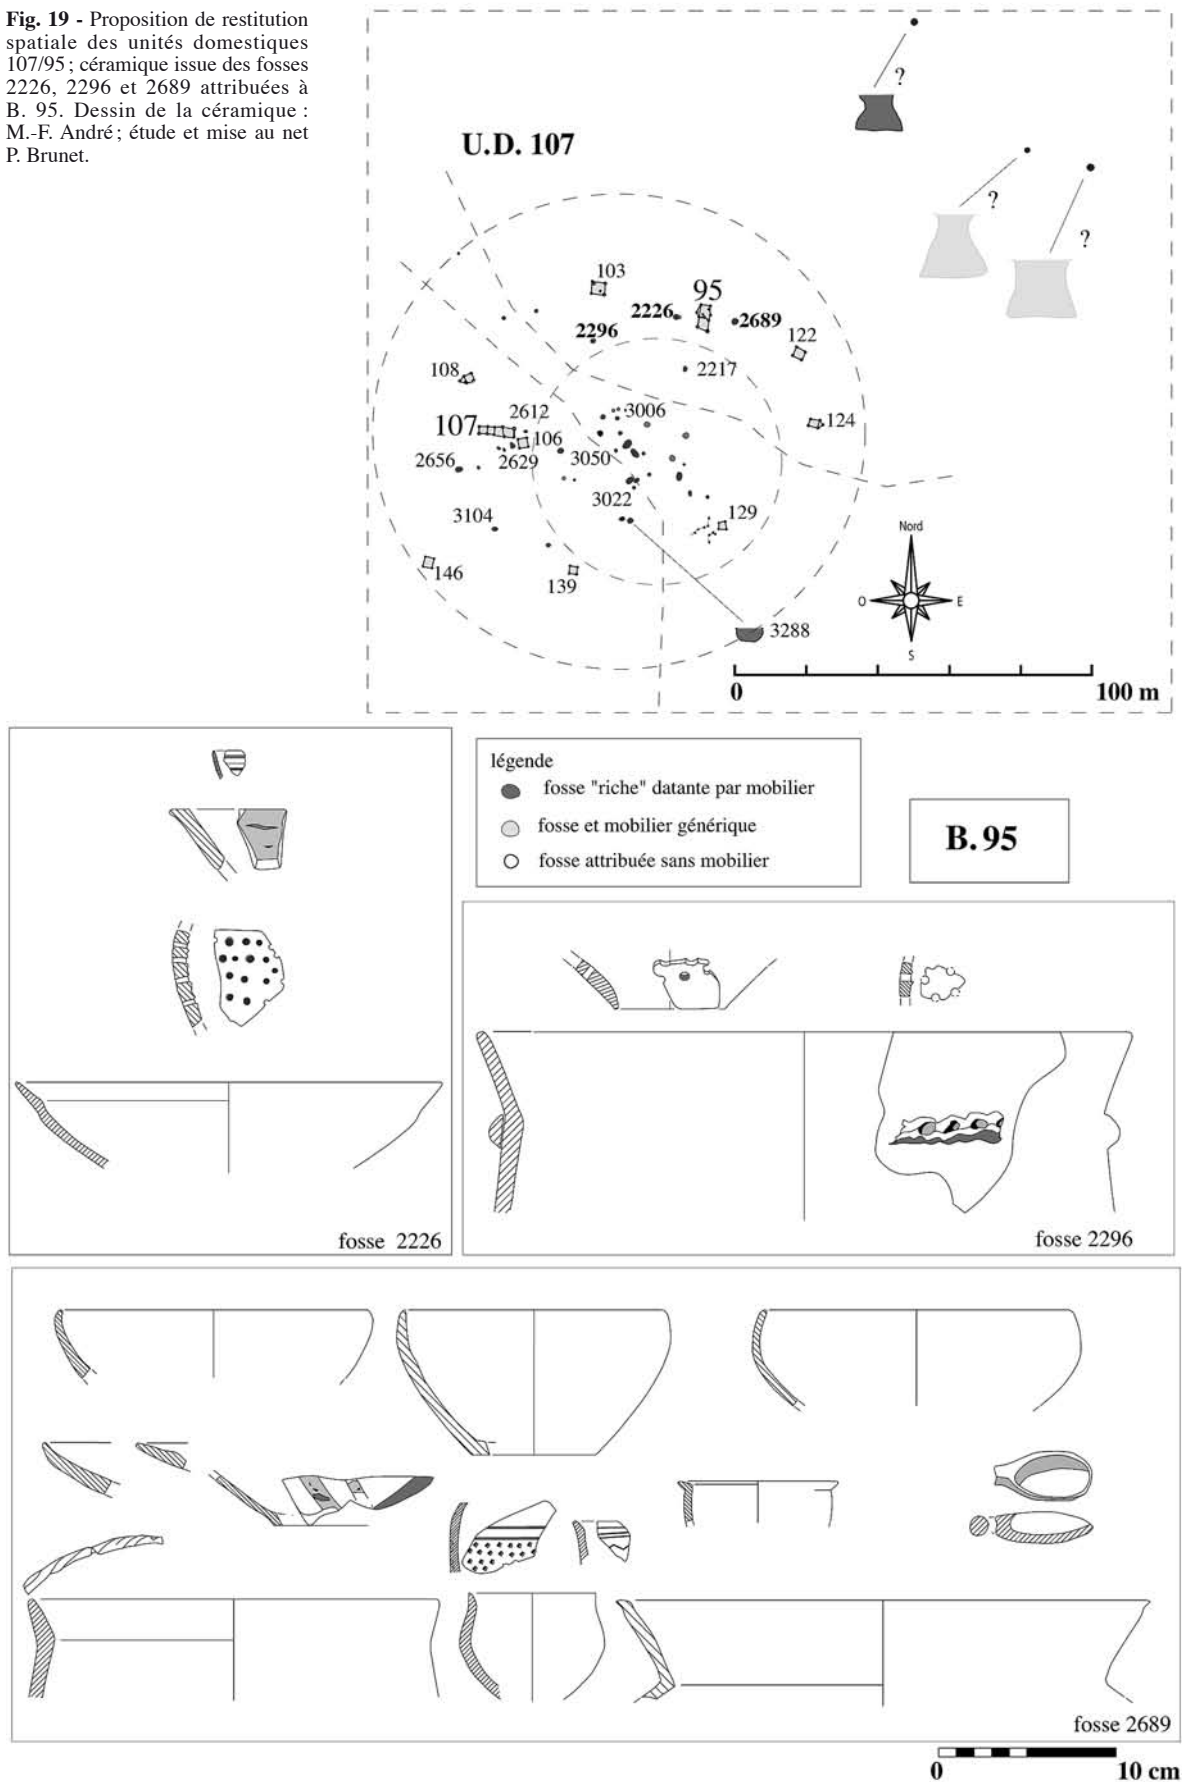 Fig. 19 - Proposition de restitution
spatiale des unités domestiques
107/95 ; céramique issue des fosses
2226, 2296 et 2689 attribuées à
B. 95. Dessin de la céramique :
M.-F. André ; étude et mise au net
P. Brunet.
U.D. 107
?
?
?
103
95
2226
2689
2296
122
2217
108
2612
3006
124
107
106
2656
2629
3050
3022
3104
129
146
139
3288
Nord
O
E
S
0
100 m
légende
fosse "riche" datante par mobilier
fosse et mobilier générique
fosse attribuée sans mobilier
B. 95
fosse 2226
fosse 2296
fosse 2689
0
10 cm